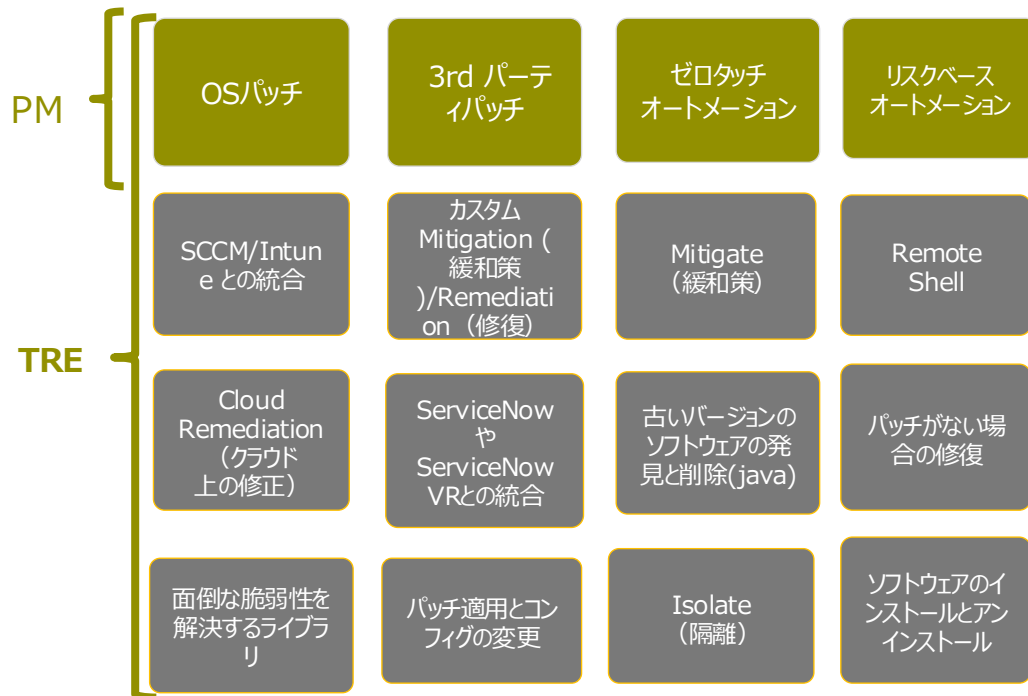 PM
OSパッチ
3rd パーテ
ィパッチ
ゼロタッチ
オートメーション
リスクベース
オートメーション
TRE
SCCM/Intun
e との統合
カスタム
Mitigation (
緩和策
)/Remediati
on（修復）
Mitigate
（緩和策）
Remote
Shell
Cloud
Remediation
（クラウド
上の修正）
ServiceNow
や
ServiceNow
VRとの統合
古いバージョンの
ソフトウェアの発
見と削除(java)
パッチがない場
合の修復
面倒な脆弱性を
解決するライブラ
リ
パッチ適用とコン
フィグの変更
Isolate
（隔離）
ソフトウェアのイ
ンストールとアン
インストール